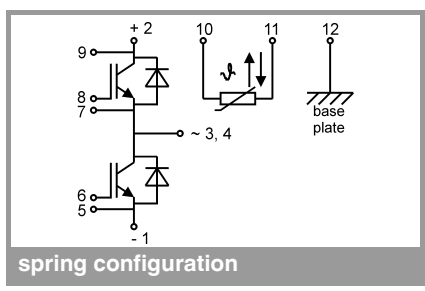 + 2
10
11
12
9
ϑ
8
7
base
plate
~ 3, 4
6
5
- 1
spring configuration